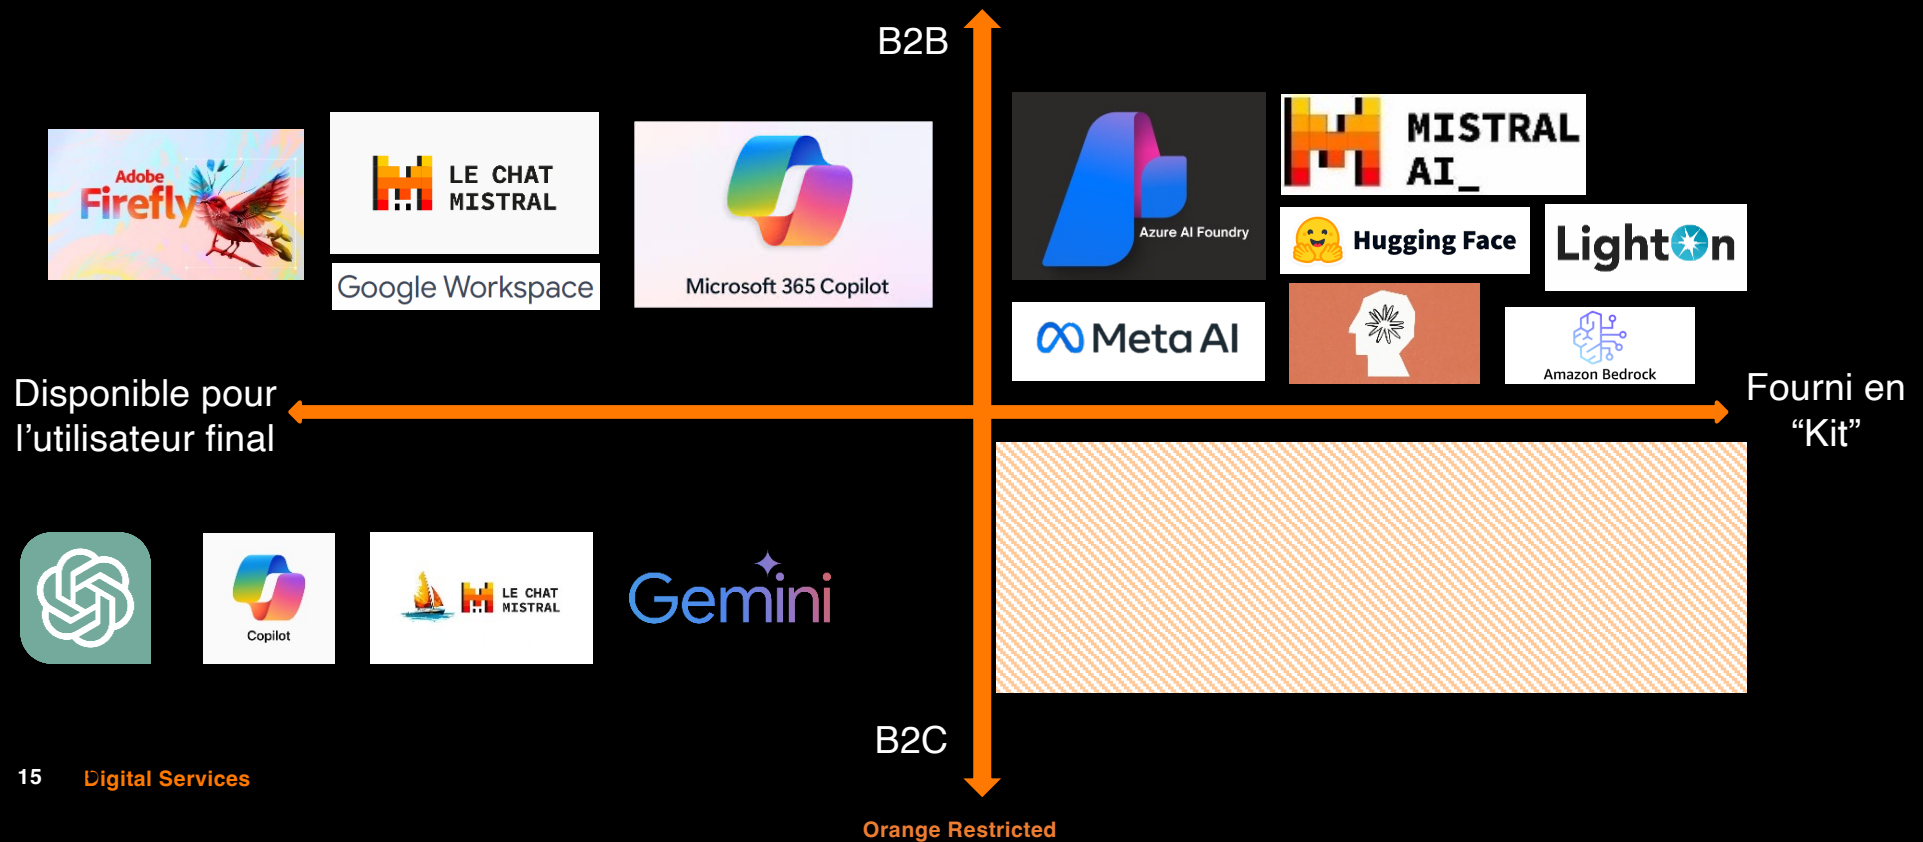 B2B
Adobe
Firefly
LE CHAT
MISTRAL
Google Workspace
Microsoft 365 Copilot
Azure AI Foundry
MISTRAL
AI_
Hugging Face
LightOn
Meta AI
Amazon Bedrock
Disponible pour
l’utilisateur final
Fourni en
“Kit”
Copilot
LE CHAT
MISTRAL
Gemini
B2C
15
Digital Services
Orange Restricted